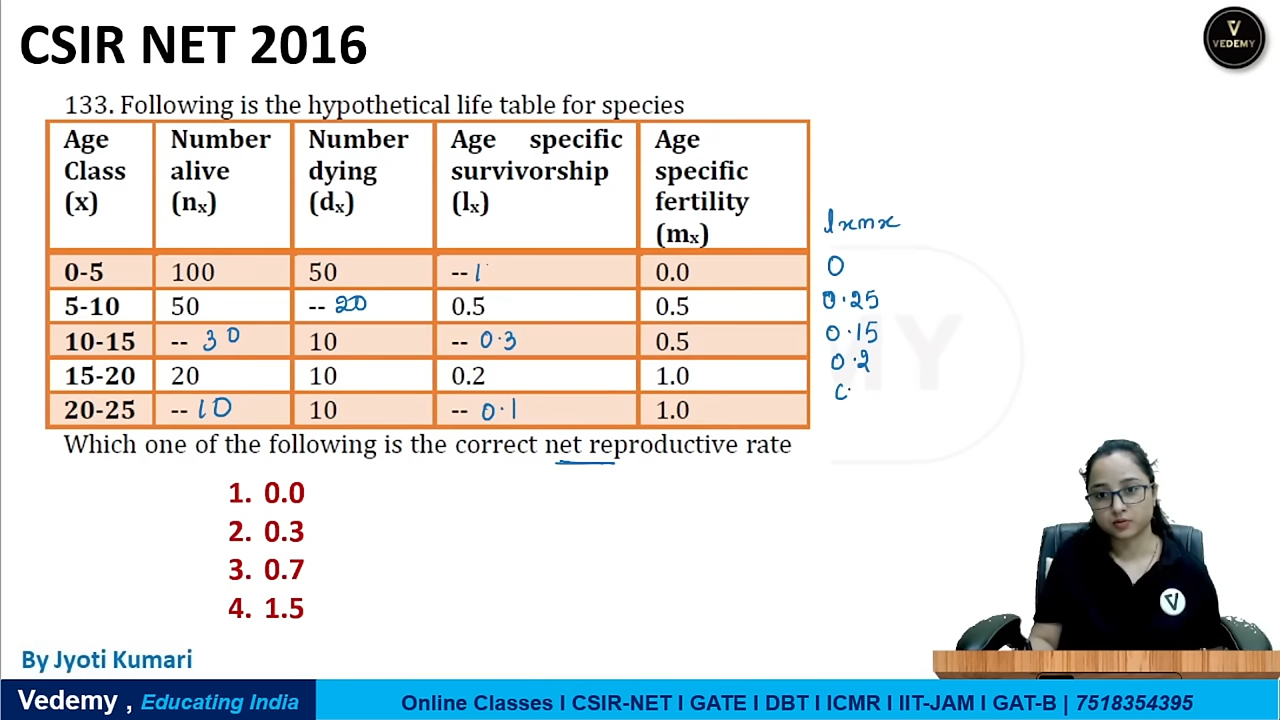 CSIR NET 2016
V
VEDEMY
133. Following is the hypothetical life table for species
Age Class (x) Number alive (nx) Number dying (dx) Age specific survivorship (lx) Age specific fertility (mx) lxmx
0-5 100 50 -- 1 0.0 0
5-10 50 -- 20 0.5 0.5 0.25
10-15 -- 30 10 -- 0.3 0.5 0.15
15-20 20 10 0.2 1.0 0.2
20-25 -- 10 10 -- 0.1 1.0
Which one of the following is the correct net reproductive rate
1. 0.0
2. 0.3
3. 0.7
4. 1.5
By Jyoti Kumari
Vedemy , Educating India
Online Classes I CSIR-NET I GATE I DBT I ICMR I IIT-JAM I GAT-B | 7518354395